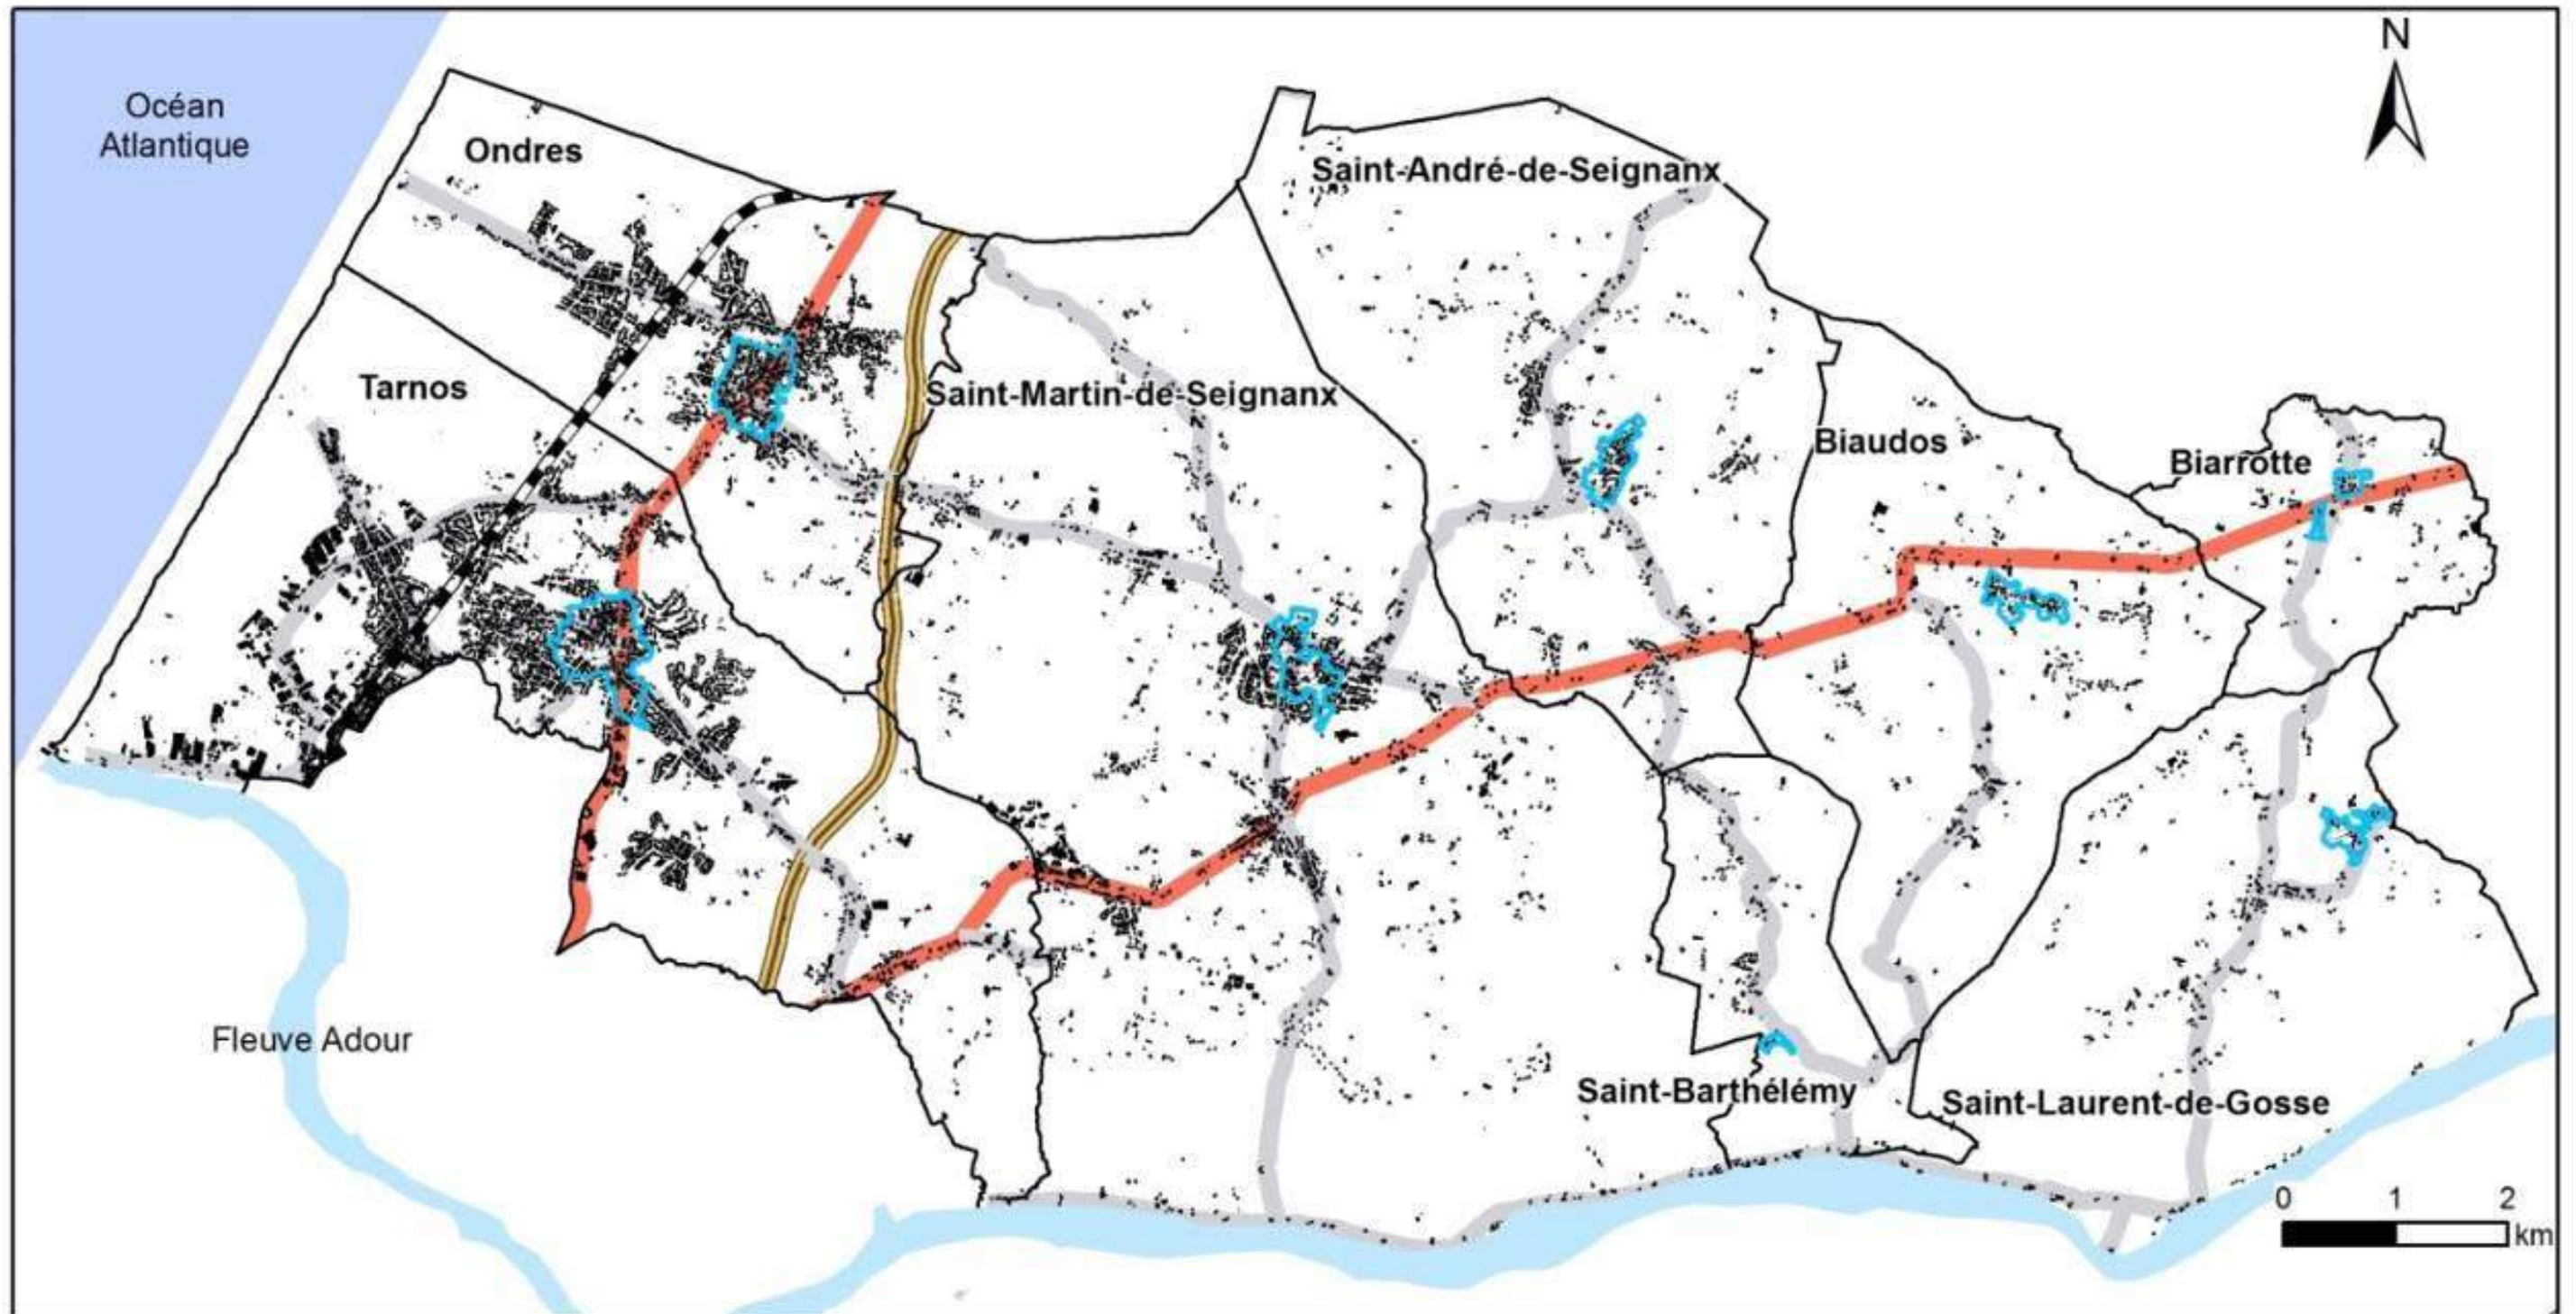 N
Océan
Atlantique
Ondres
Saint-André-de-Seignanx
Tarnos
Saint-Martin-de-Seignanx
Biaudos
Biarrotte
Fleuve Adour
Saint-Barthélémy
Saint-Laurent-de-Gosse
0 1 2
km